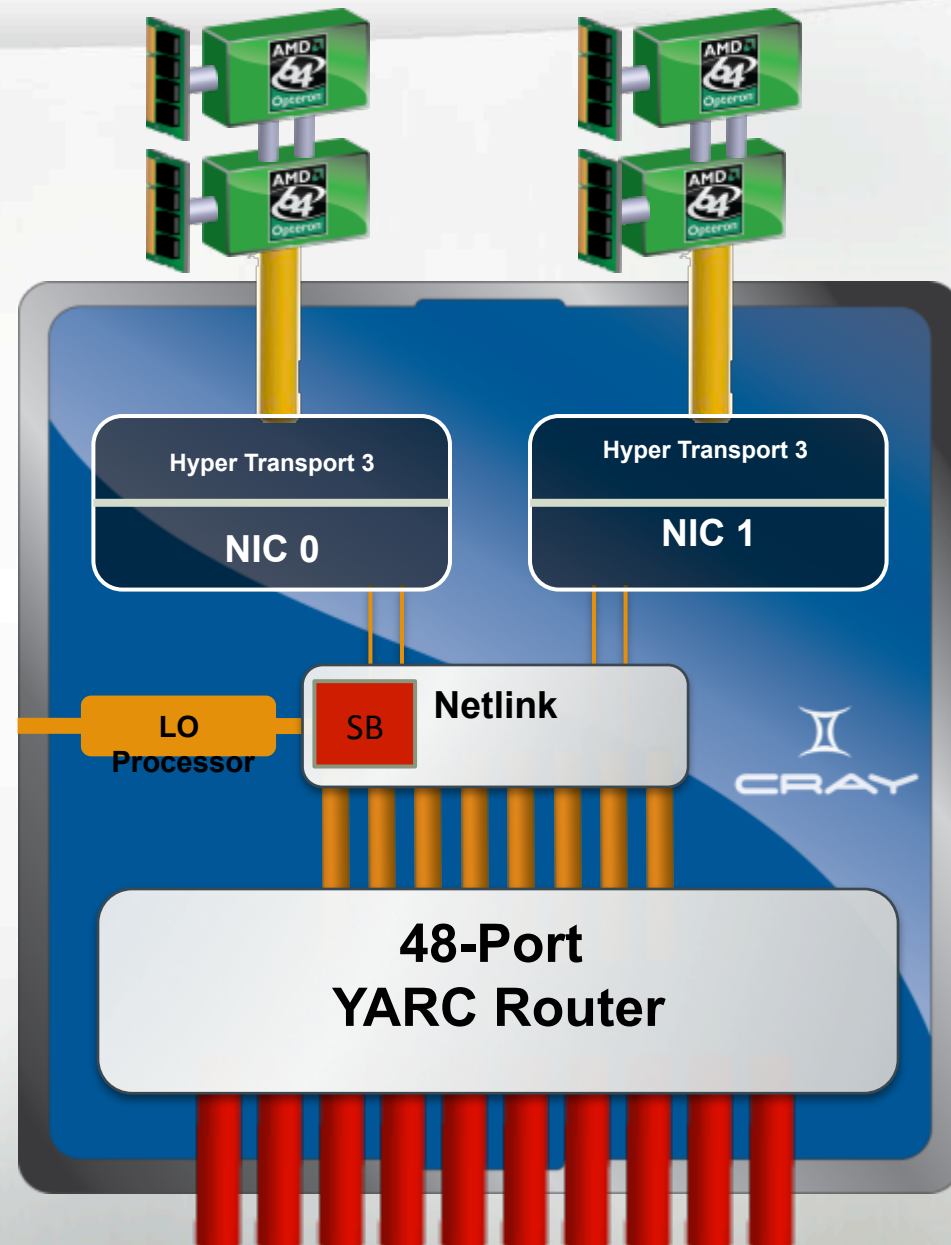 AMD
64
Opteron
AMD
64
Opteron
AMD
64
Opteron
AMD
64
Opteron
Hyper Transport 3
NIC 0
Hyper Transport 3
NIC 1
Netlink
SB
LO
Processor
CRAY
48-Port
YARC Router